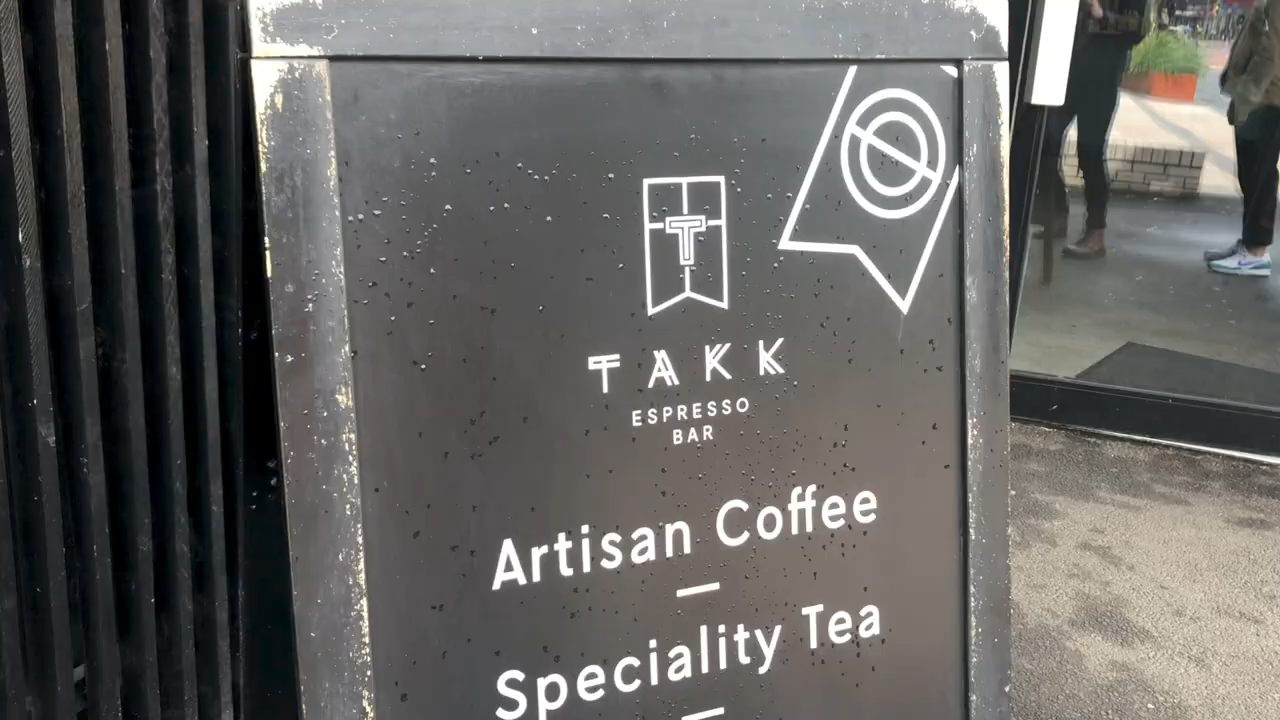 T
TAKK
ESPRESSO
BAR
Artisan Coffee
Speciality Tea